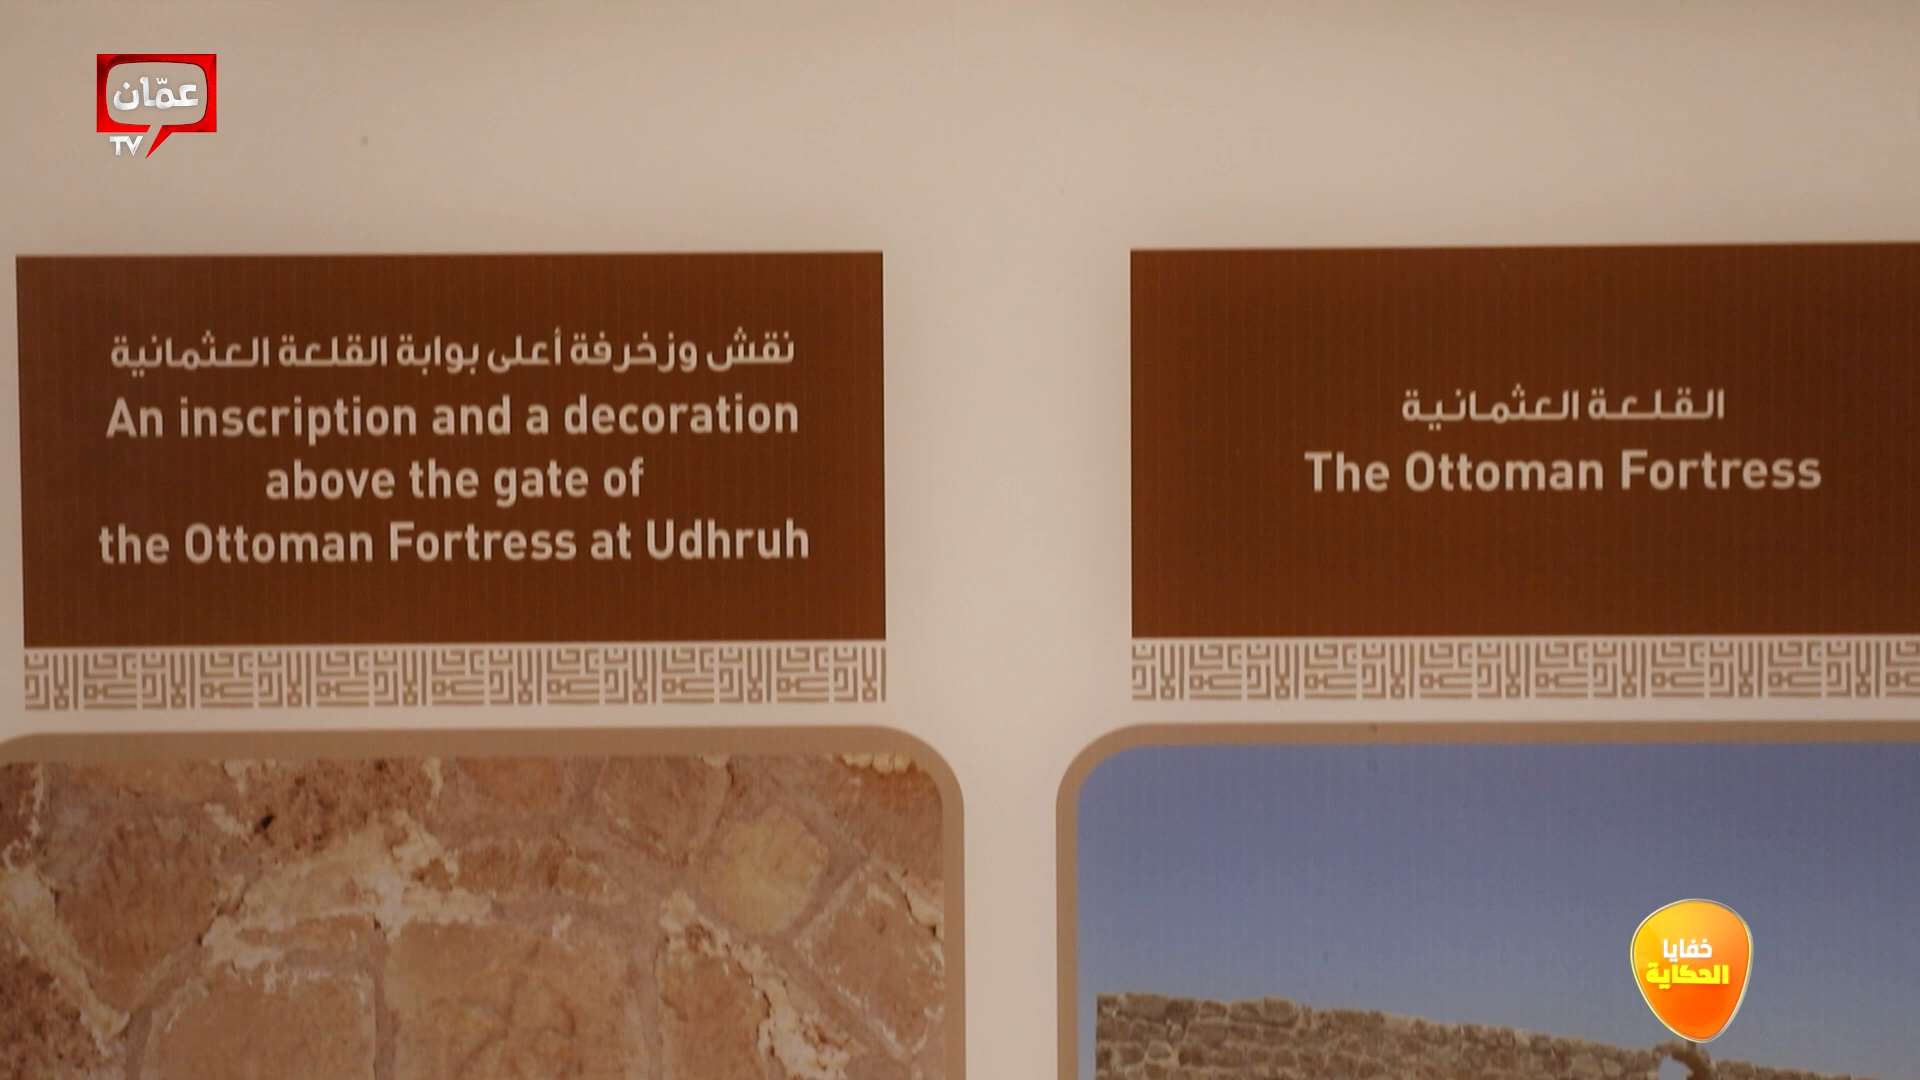 عمّان
TV
نقش وزخرفة أعلى بوابة القلعة العثمانية
An inscription and a decoration
above the gate of
the Ottoman Fortress at Udhruh
القلعة العثمانية
The Ottoman Fortress
خفايا
الحكاية